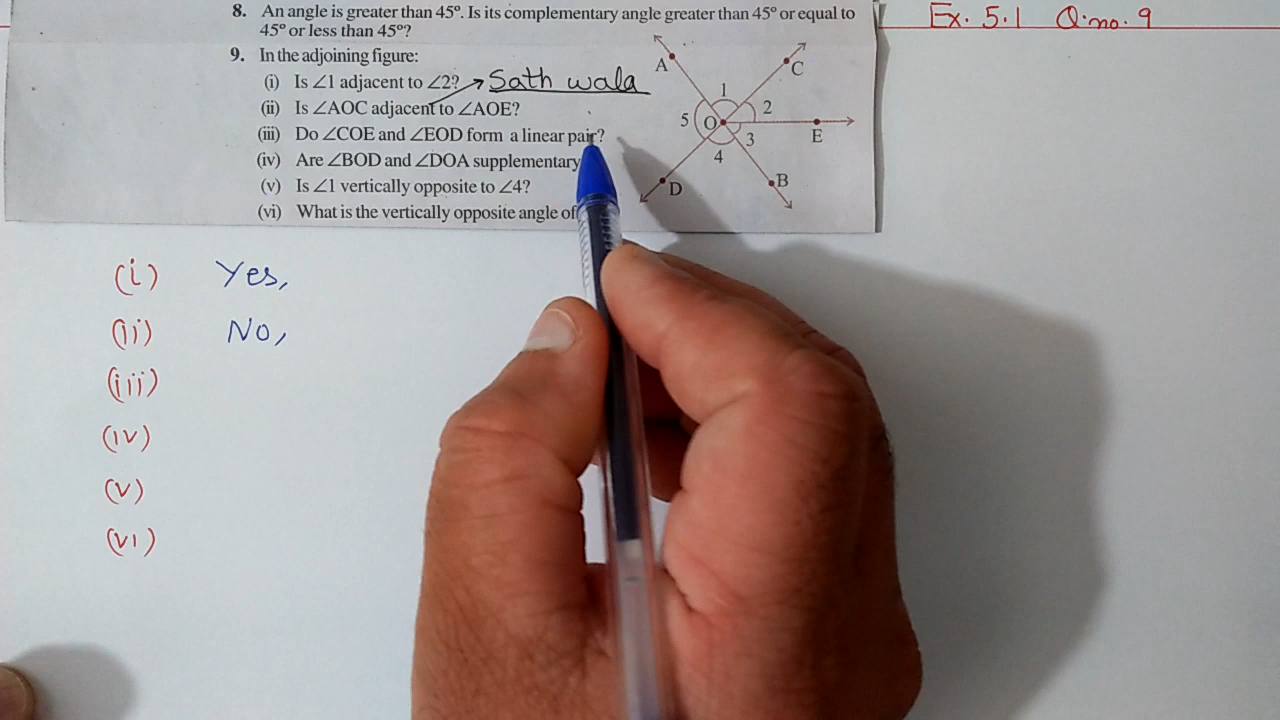 8. An angle is greater than 45°. Is its complementary angle greater than 45° or equal to
45° or less than 45°?
Ex. 5.1 Q.no. 9
9. In the adjoining figure:
(i) Is ∠1 adjacent to ∠2? → Sath wala
(ii) Is ∠AOC adjacent to ∠AOE?
(iii) Do ∠COE and ∠EOD form a linear pair?
(iv) Are ∠BOD and ∠DOA supplementary
(v) Is ∠1 vertically opposite to ∠4?
(vi) What is the vertically opposite angle of
A
C
1
2
5
O
3
E
4
D
B
(i) Yes,
(ii) No,
(iii)
(iv)
(v)
(vi)